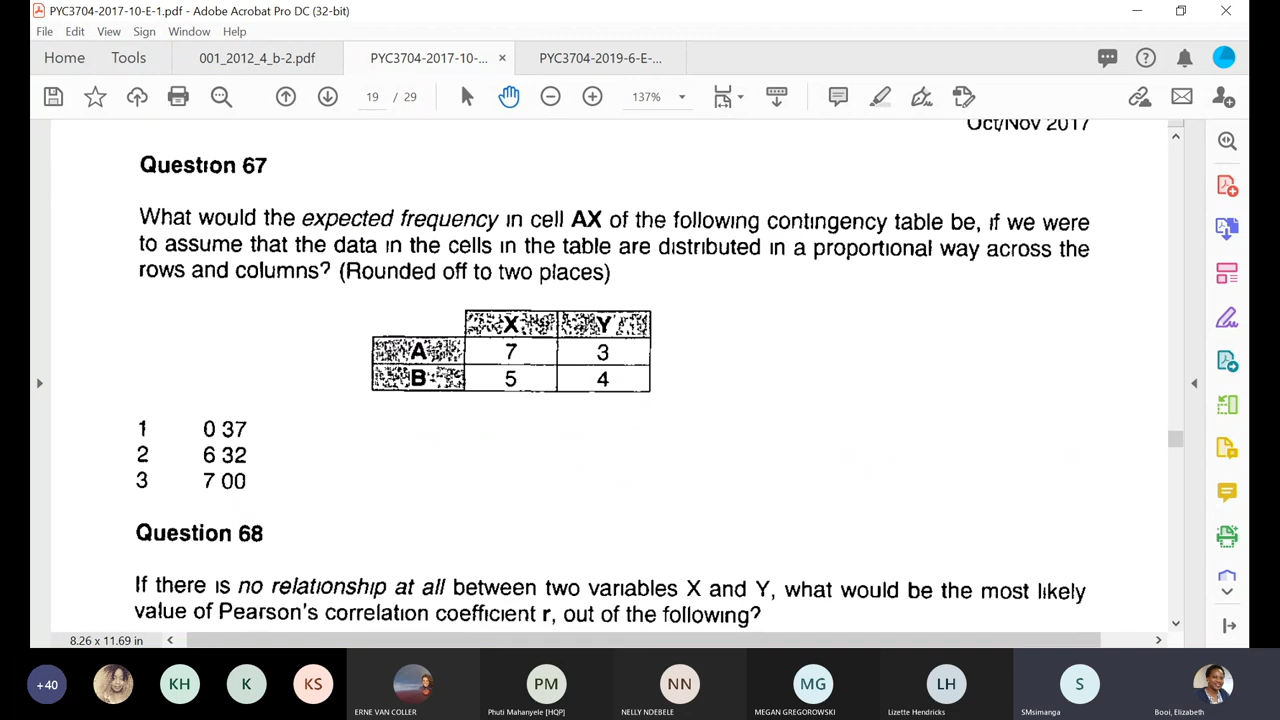 PYC3704-2017-10-E-1.pdf - Adobe Acrobat Pro DC (32-bit)
File Edit View Sign Window Help
Home Tools 001_2012_4_b-2.pdf PYC3704-2017-10-... × PYC3704-2019-6-E-...
19 / 29 137%
Oct/Nov 2017
Question 67
What would the expected frequency in cell AX of the following contingency table be, if we were
to assume that the data in the cells in the table are distributed in a proportional way across the
rows and columns? (Rounded off to two places)
X Y
A 7 3
B 5 4
1 0 37
2 6 32
3 7 00
Question 68
If there is no relationship at all between two variables X and Y, what would be the most likely
value of Pearson's correlation coefficient r, out of the following?
8.26 x 11.69 in
+40 KH K KS PM NN MG LH S
ERNE VAN COLLER Phuti Mahanyele [HQP] NELLY NDEBELE MEGAN GREGOROWSKI Lizette Hendricks SMsimanga Booi, Elizabeth